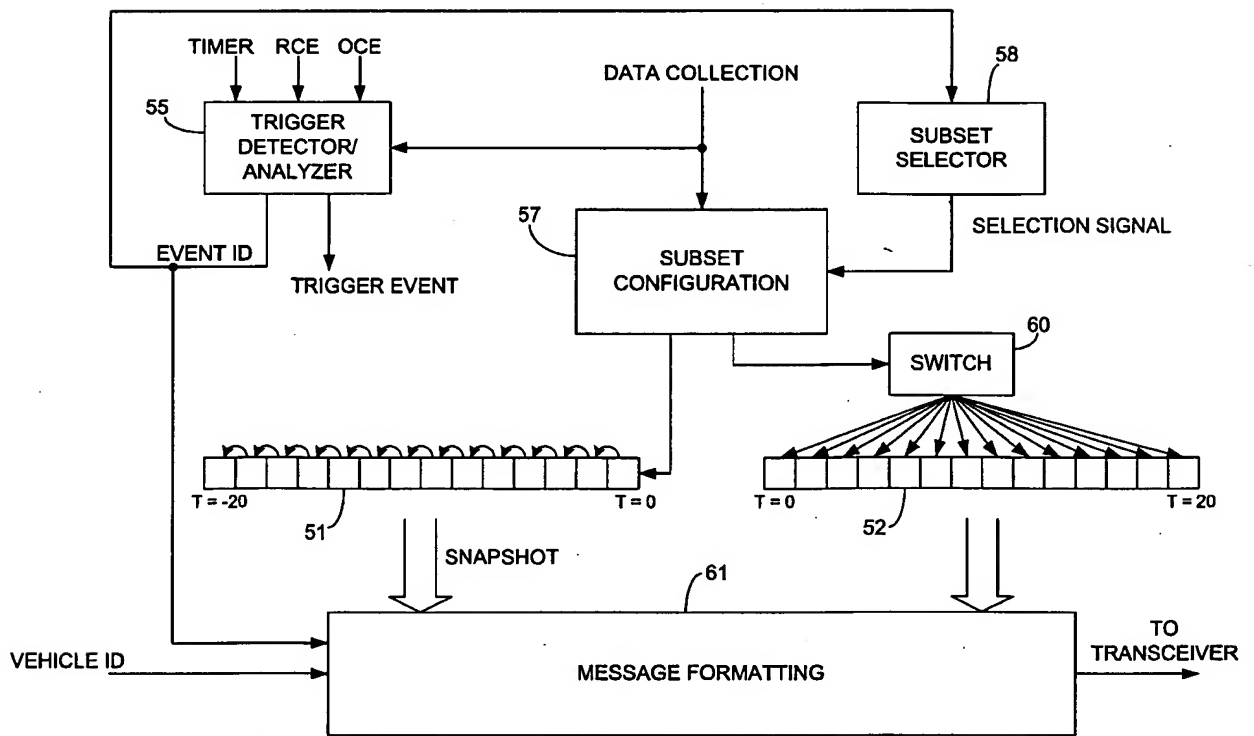 TIMER RCE OCE
DATA COLLECTION
58
55
TRIGGER
DETECTOR/
ANALYZER
SUBSET
SELECTOR
57
SELECTION SIGNAL
EVENT ID
TRIGGER EVENT
SUBSET
CONFIGURATION
60
SWITCH
T = -20
T = 0
51
T = 0
T = 20
52
SNAPSHOT
61
VEHICLE ID
MESSAGE FORMATTING
TO
TRANSCEIVER